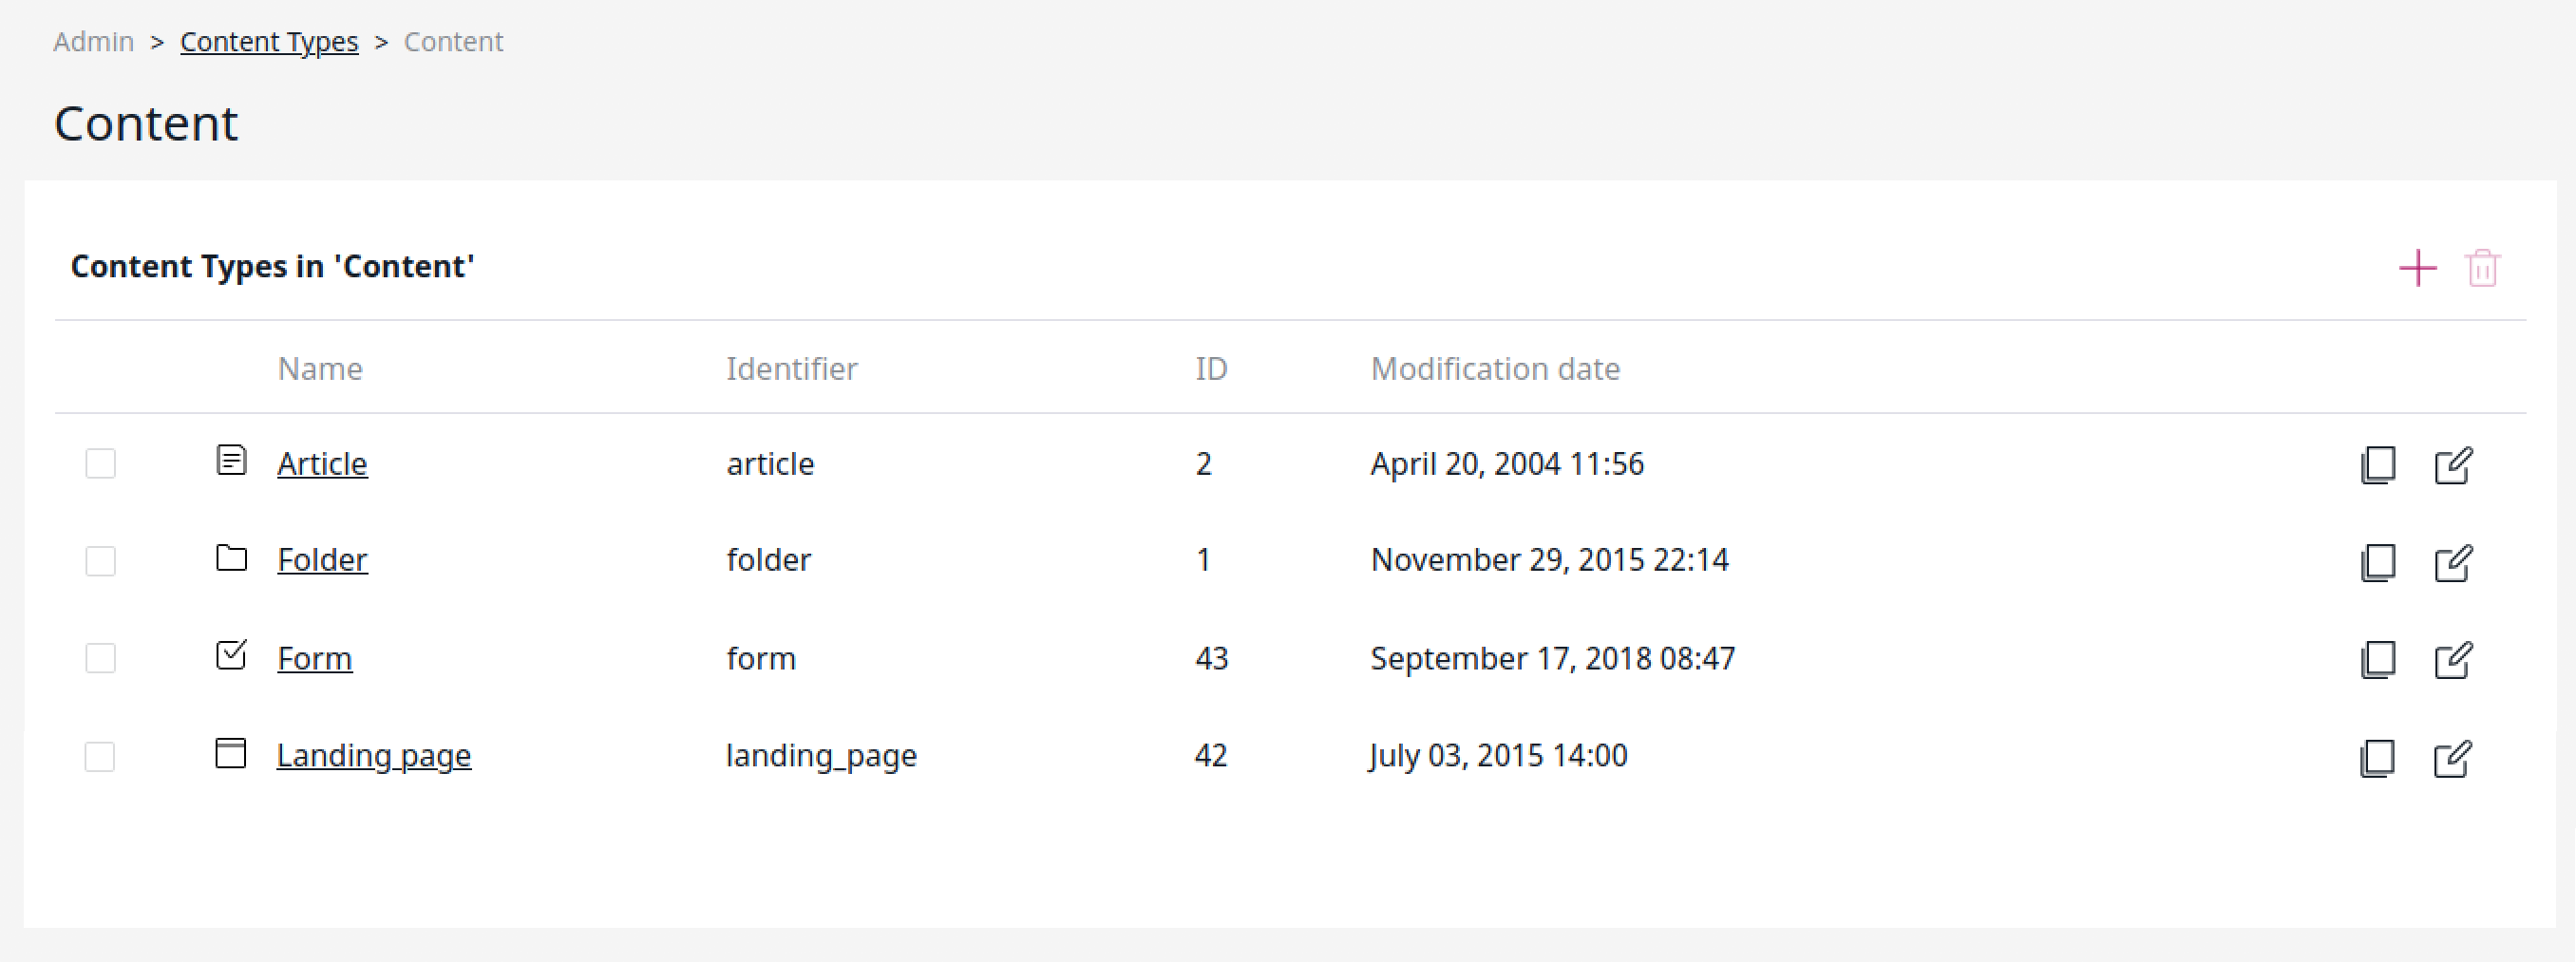 Admin > Content Types > Content
Content
Content Types in 'Content'
Name Identifier ID Modification date
Article article 2 April 20, 2004 11:56
Folder folder 1 November 29, 2015 22:14
Form form 43 September 17, 2018 08:47
Landing page landing_page 42 July 03, 2015 14:00